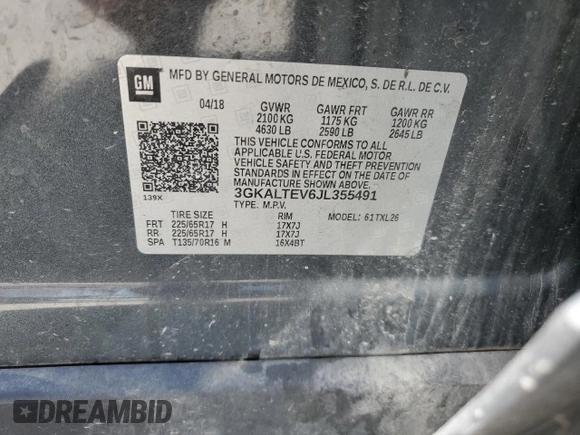 GM
MFD BY GENERAL MOTORS DE MEXICO, S. DE R.L. DE C.V.
04/18 GVWR GAWR FRT GAWR RR
2100 KG 1175 KG 1200 KG
4630 LB 2590 LB 2645 LB
THIS VEHICLE CONFORMS TO ALL
APPLICABLE U.S. FEDERAL MOTOR
VEHICLE SAFETY AND THEFT PREVENTION
STANDARDS IN EFFECT ON THE DATE OF
MANUFACTURE SHOWN ABOVE.
139X
3GKALTEV6JL355491
TYPE: M.P.V. MODEL: 61TXL26
TIRE SIZE RIM
FRT 225/65R17 H 17X7J
RR 225/65R17 H 17X7J
SPA T135/70R16 M 16X4BT
DREAMBID